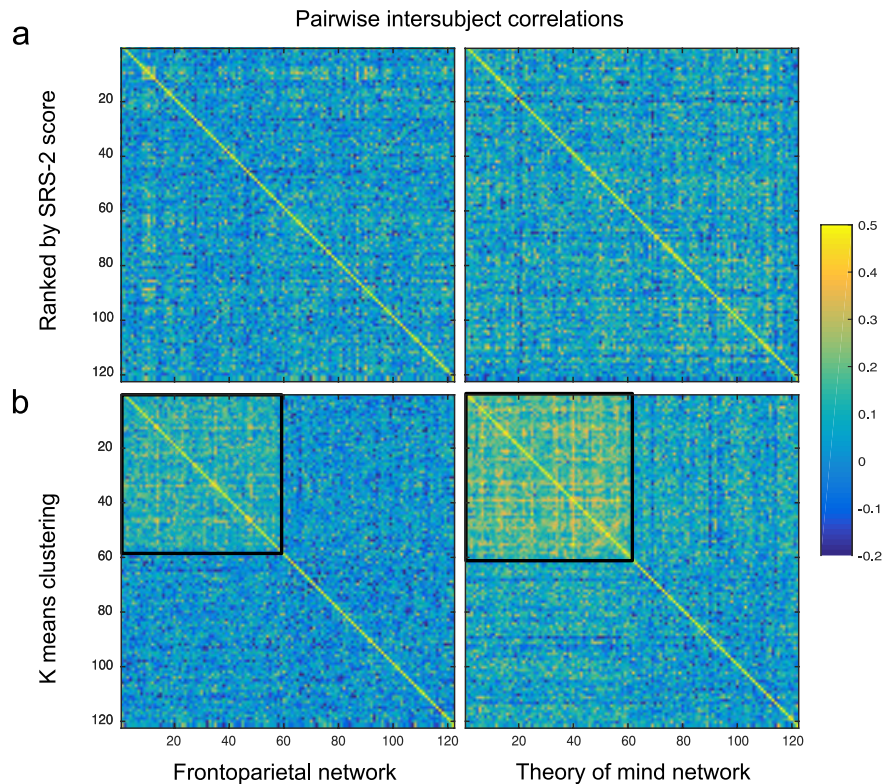 Pairwise intersubject correlations
a
Ranked by SRS-2 score
20
40
60
80
100
120
b
K means clustering
20
40
60
80
100
120
20 40 60 80 100 120
20 40 60 80 100 120
Frontoparietal network
Theory of mind network
0.5
0.4
0.3
0.2
0.1
0
-0.1
-0.2